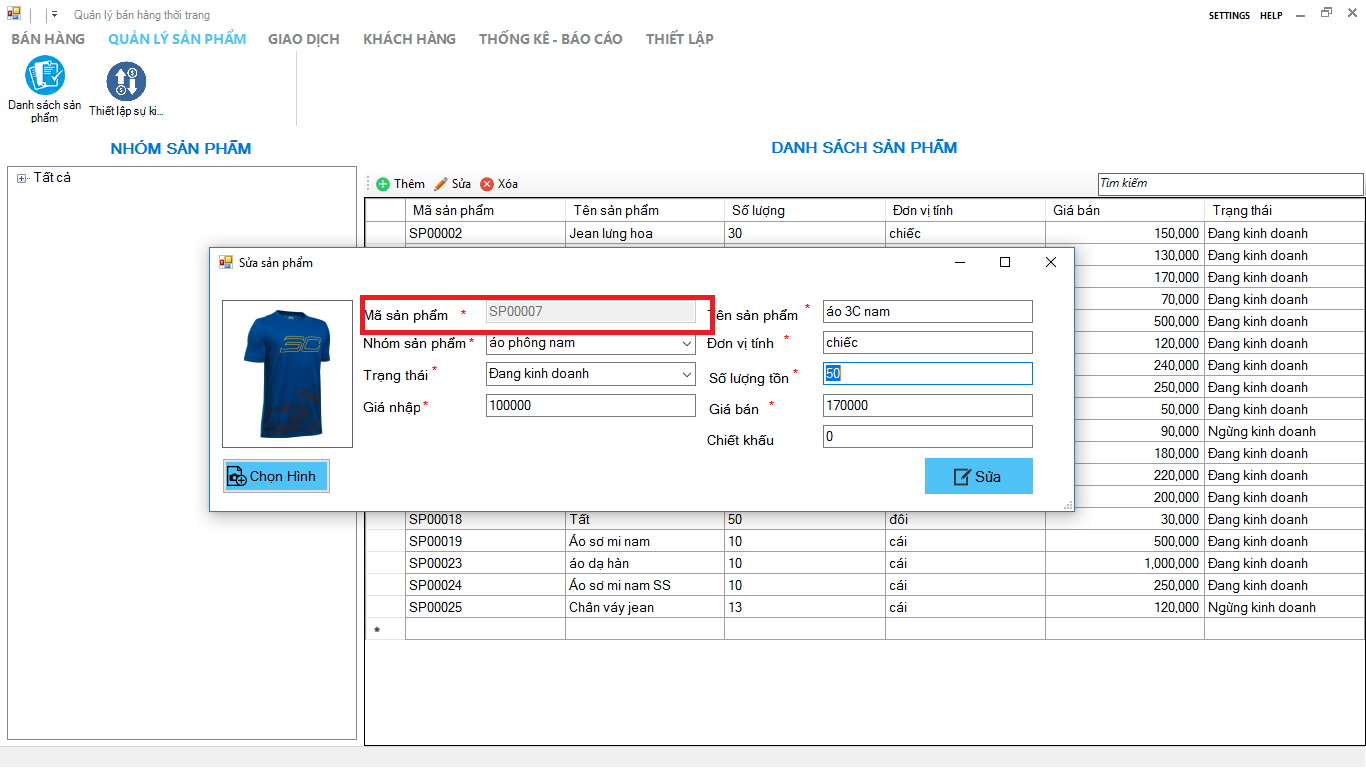 Quản lý bán hàng thời trang
SETTINGS HELP
BÁN HÀNG QUẢN LÝ SẢN PHẨM GIAO DỊCH KHÁCH HÀNG THỐNG KÊ - BÁO CÁO THIẾT LẬP
Danh sách sản phẩm
Thiết lập sự ki...
NHÓM SẢN PHẨM
Tất cả
DANH SÁCH SẢN PHẨM
Thêm Sửa Xóa
Tìm kiếm
Mã sản phẩm Tên sản phẩm Số lượng Đơn vị tính Giá bán Trạng thái
SP00002 Jean lưng hoa 30 chiếc 150,000 Đang kinh doanh
130,000 Đang kinh doanh
170,000 Đang kinh doanh
70,000 Đang kinh doanh
500,000 Đang kinh doanh
120,000 Đang kinh doanh
240,000 Đang kinh doanh
250,000 Đang kinh doanh
50,000 Đang kinh doanh
90,000 Ngừng kinh doanh
180,000 Đang kinh doanh
220,000 Đang kinh doanh
200,000 Đang kinh doanh
SP00018 Tất 50 đôi 30,000 Đang kinh doanh
SP00019 Áo sơ mi nam 10 cái 500,000 Đang kinh doanh
SP00023 áo dạ hàn 10 cái 1,000,000 Đang kinh doanh
SP00024 Áo sơ mi nam SS 10 cái 250,000 Đang kinh doanh
SP00025 Chân váy jean 13 cái 120,000 Ngừng kinh doanh
*
Sửa sản phẩm
3C
Chọn Hình
Mã sản phẩm * SP00007
Tên sản phẩm * áo 3C nam
Nhóm sản phẩm * áo phông nam
Đơn vị tính * chiếc
Trạng thái * Đang kinh doanh
Số lượng tồn * 50
Giá nhập * 100000
Giá bán * 170000
Chiết khấu 0
Sửa